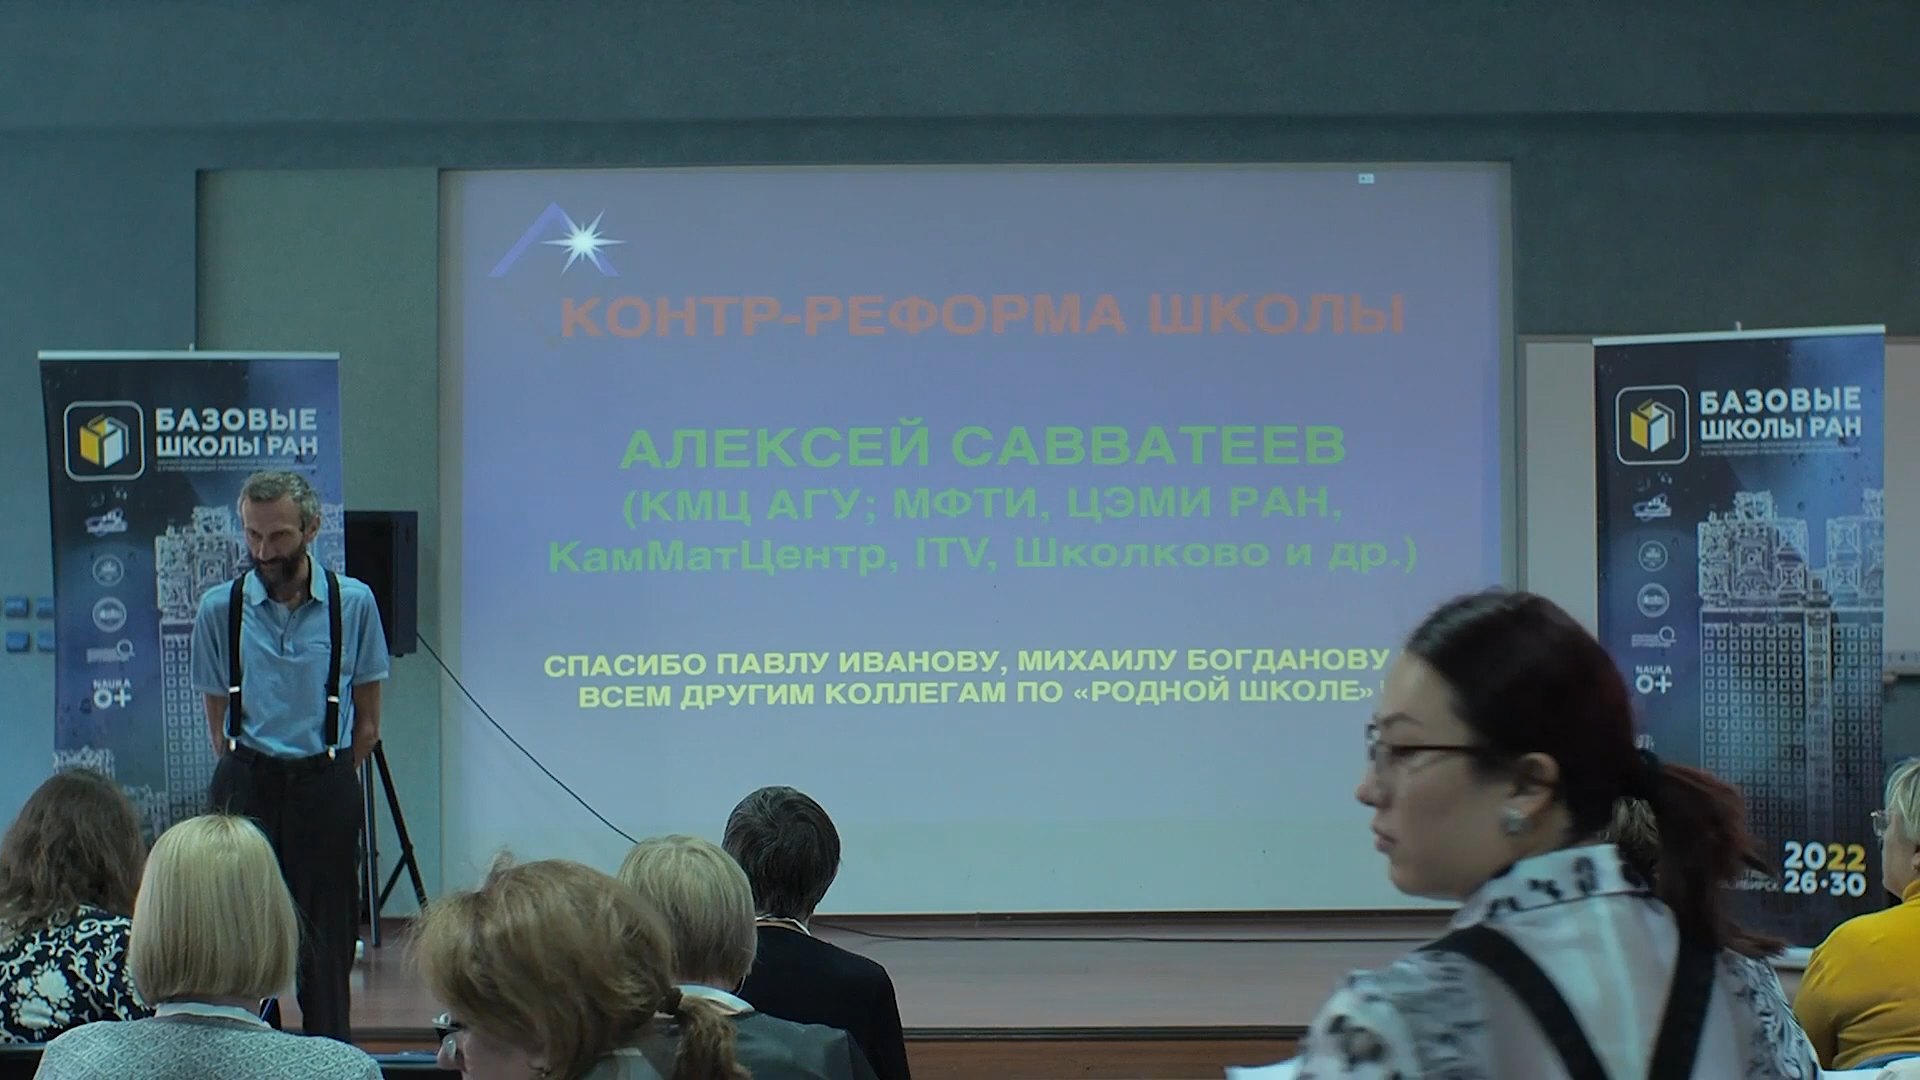 КОНТР-РЕФОРМА ШКОЛЫ
АЛЕКСЕЙ САВВАТЕЕВ
(КМЦ АГУ; МФТИ, ЦЭМИ РАН,
КамМатЦентр, ITV, Школково и др.)
СПАСИБО ПАВЛУ ИВАНОВУ, МИХАИЛУ БОГДАНОВУ
ВСЕМ ДРУГИМ КОЛЛЕГАМ ПО «РОДНОЙ ШКОЛЕ»
БАЗОВЫЕ
ШКОЛЫ РАН
NAUKA
0+
БАЗОВЫЕ
ШКОЛЫ РАН
NAUKA
0+
2022
26•30